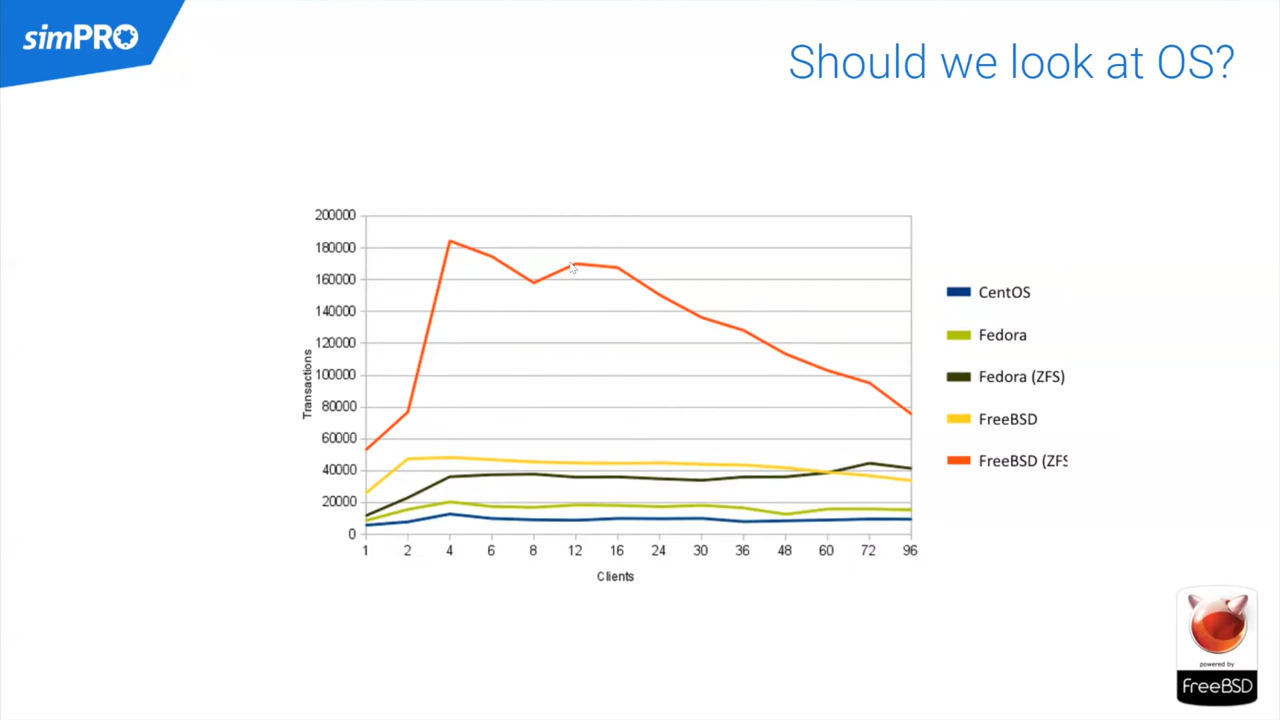 simPRO
Should we look at OS?
200000
180000
160000
140000
120000
100000
80000
60000
40000
20000
0
Transactions
1 2 4 6 8 12 16 24 30 36 48 60 72 96
Clients
CentOS
Fedora
Fedora (ZFS)
FreeBSD
FreeBSD (ZFS
powered by
FreeBSD